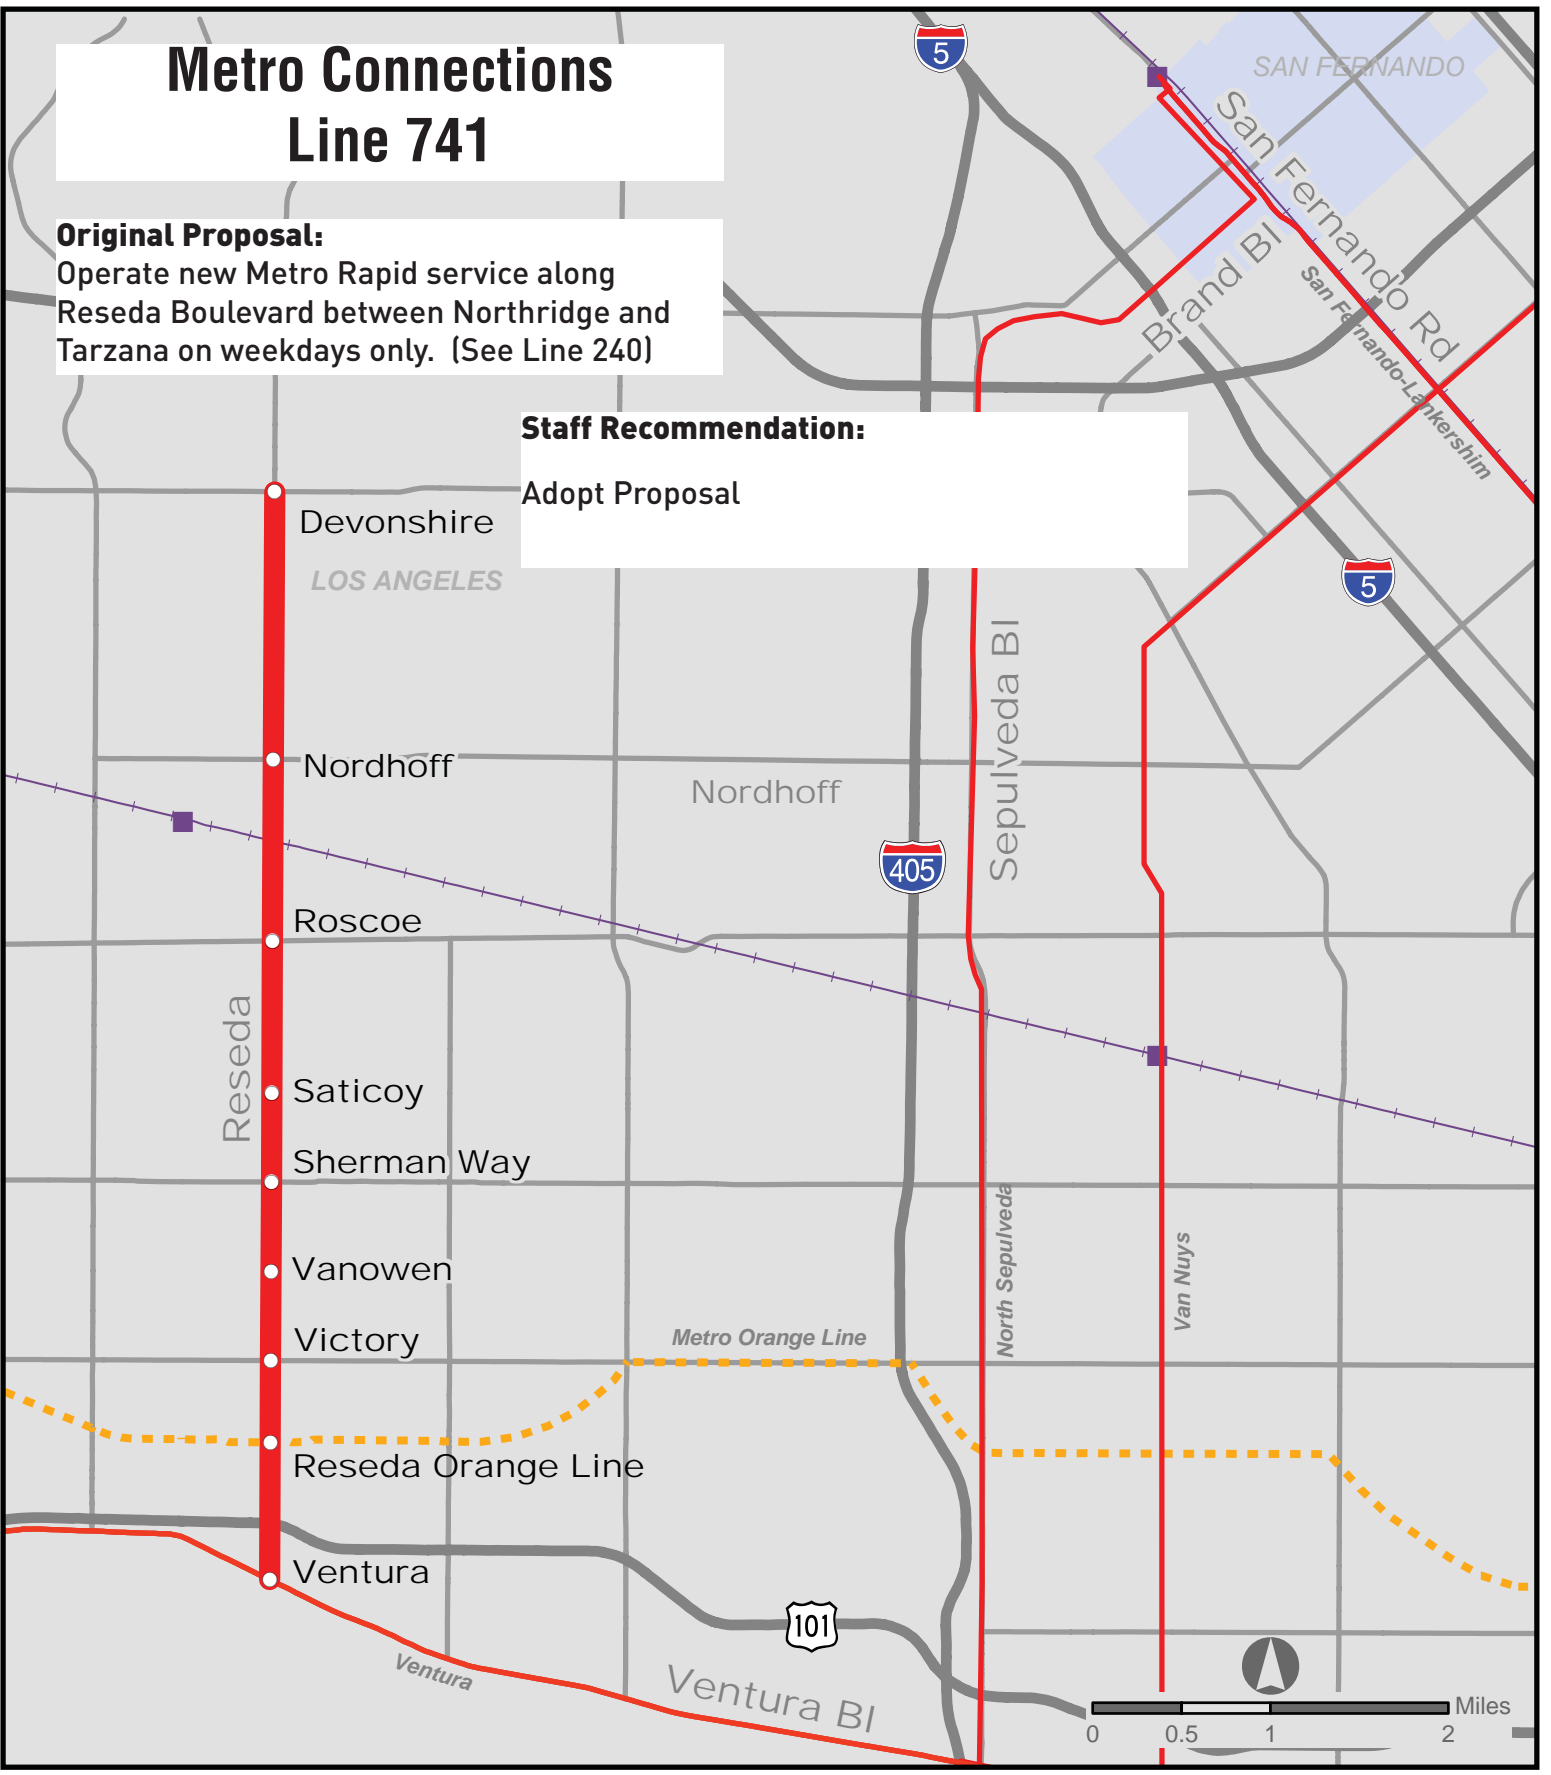 Metro Connections
Line 741
Original Proposal:
Operate new Metro Rapid service along
Reseda Boulevard between Northridge and
Tarzana on weekdays only. (See Line 240)
Staff Recommendation:
Adopt Proposal
5
SAN FERNANDO
San Fernando Rd
Brand Bl
San Fernando-Lankershim
Devonshire
LOS ANGELES
5
Sepulveda Bl
Nordhoff
Nordhoff
405
Roscoe
Reseda
Saticoy
Sherman Way
North Sepulveda
Van Nuys
Vanowen
Victory
Metro Orange Line
Reseda Orange Line
Ventura
101
Ventura
Ventura Bl
Miles
0 0.5 1 2